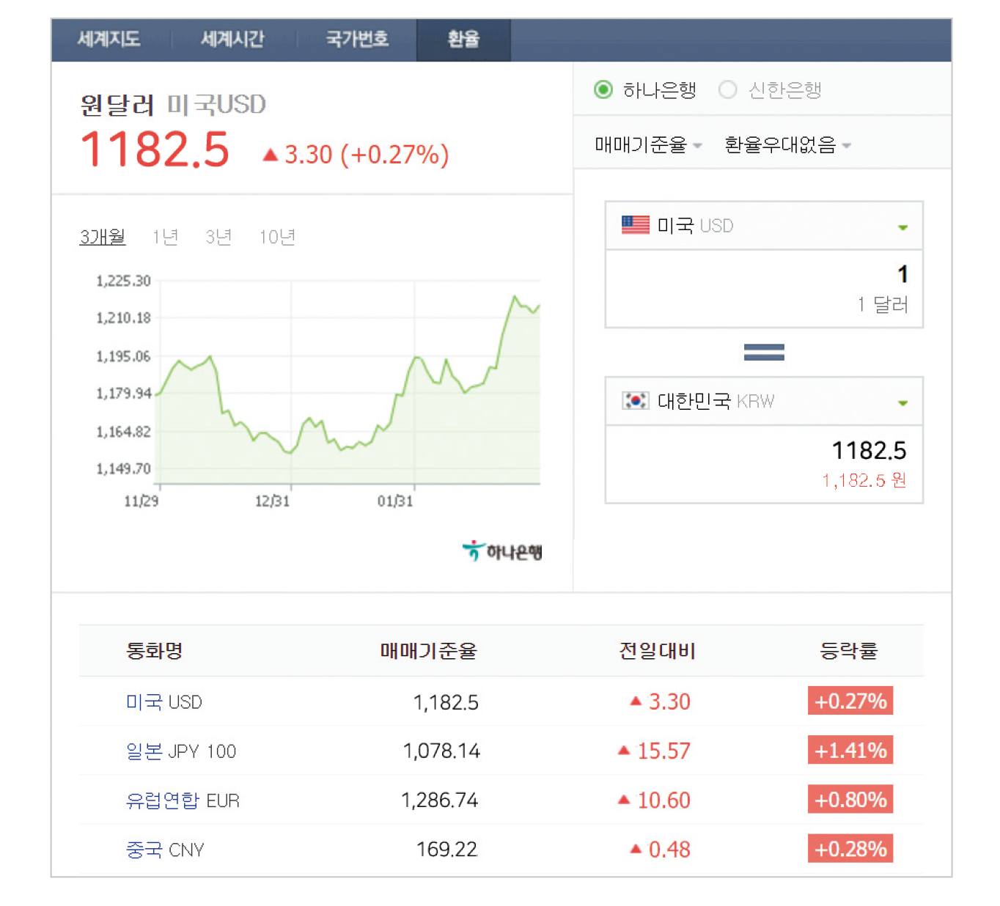 세계지도 세계시간 국가번호 환율
원달러 미국USD
1182.5 ▲3.30 (+0.27%)
하나은행 신한은행
매매기준율 환율우대없음
3개월 1년 3년 10년
1,225.30
1,210.18
1,195.06
1,179.94
1,164.82
1,149.70
11/29 12/31 01/31
하나은행
미국 USD
1
1 달러
대한민국 KRW
1182.5
1,182.5 원
통화명 매매기준율 전일대비 등락률
미국 USD 1,182.5 ▲ 3.30 +0.27%
일본 JPY 100 1,078.14 ▲ 15.57 +1.41%
유럽연합 EUR 1,286.74 ▲ 10.60 +0.80%
중국 CNY 169.22 ▲ 0.48 +0.28%